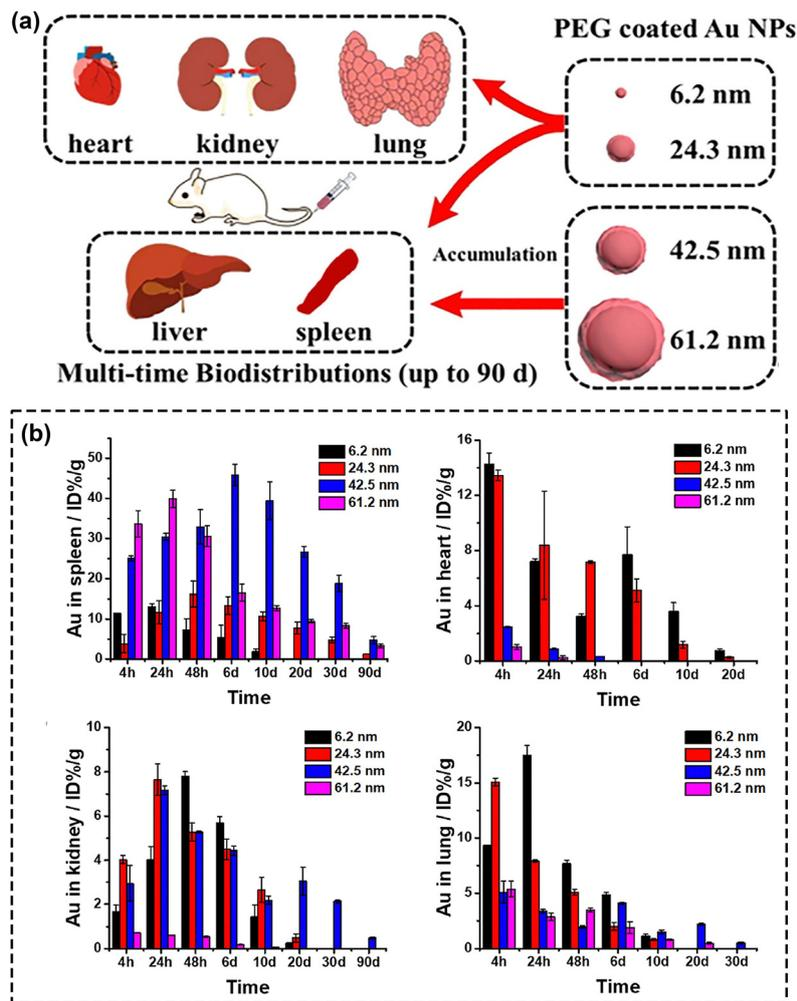 (a)
PEG coated Au NPs
heart kidney lung
6.2 nm
24.3 nm
Accumulation
42.5 nm
61.2 nm
liver spleen
Multi-time Biodistributions (up to 90 d)
(b)
Au in spleen / ID%/g
50
40
30
20
10
0
6.2 nm
24.3 nm
42.5 nm
61.2 nm
4h 24h 48h 6d 10d 20d 30d 90d
Time
Au in heart / ID%/g
16
12
8
4
0
6.2 nm
24.3 nm
42.5 nm
61.2 nm
4h 24h 48h 6d 10d 20d
Time
Au in kidney / ID%/g
10
8
6
4
2
0
6.2 nm
24.3 nm
42.5 nm
61.2 nm
4h 24h 48h 6d 10d 20d 30d 90d
Time
Au in lung / ID%/g
20
15
10
5
0
6.2 nm
24.3 nm
42.5 nm
61.2 nm
4h 24h 48h 6d 10d 20d 30d
Time